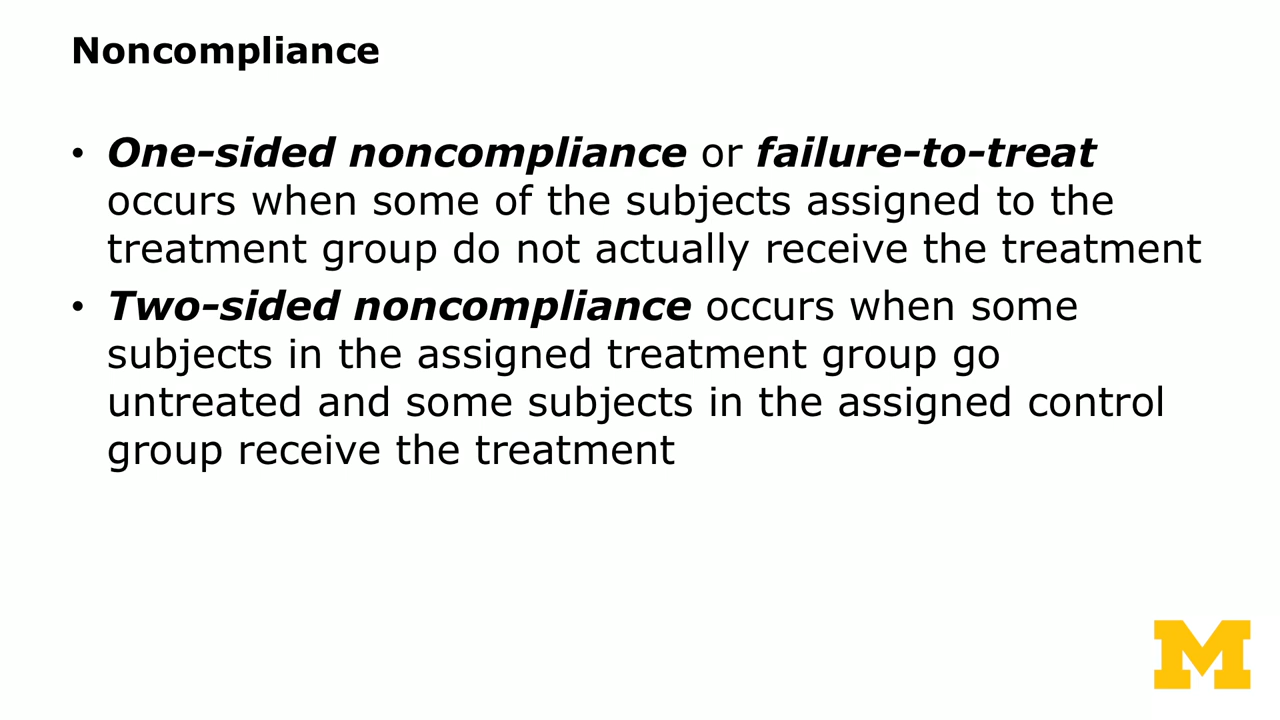 Noncompliance
• One-sided noncompliance or failure-to-treat
occurs when some of the subjects assigned to the
treatment group do not actually receive the treatment
• Two-sided noncompliance occurs when some
subjects in the assigned treatment group go
untreated and some subjects in the assigned control
group receive the treatment
M